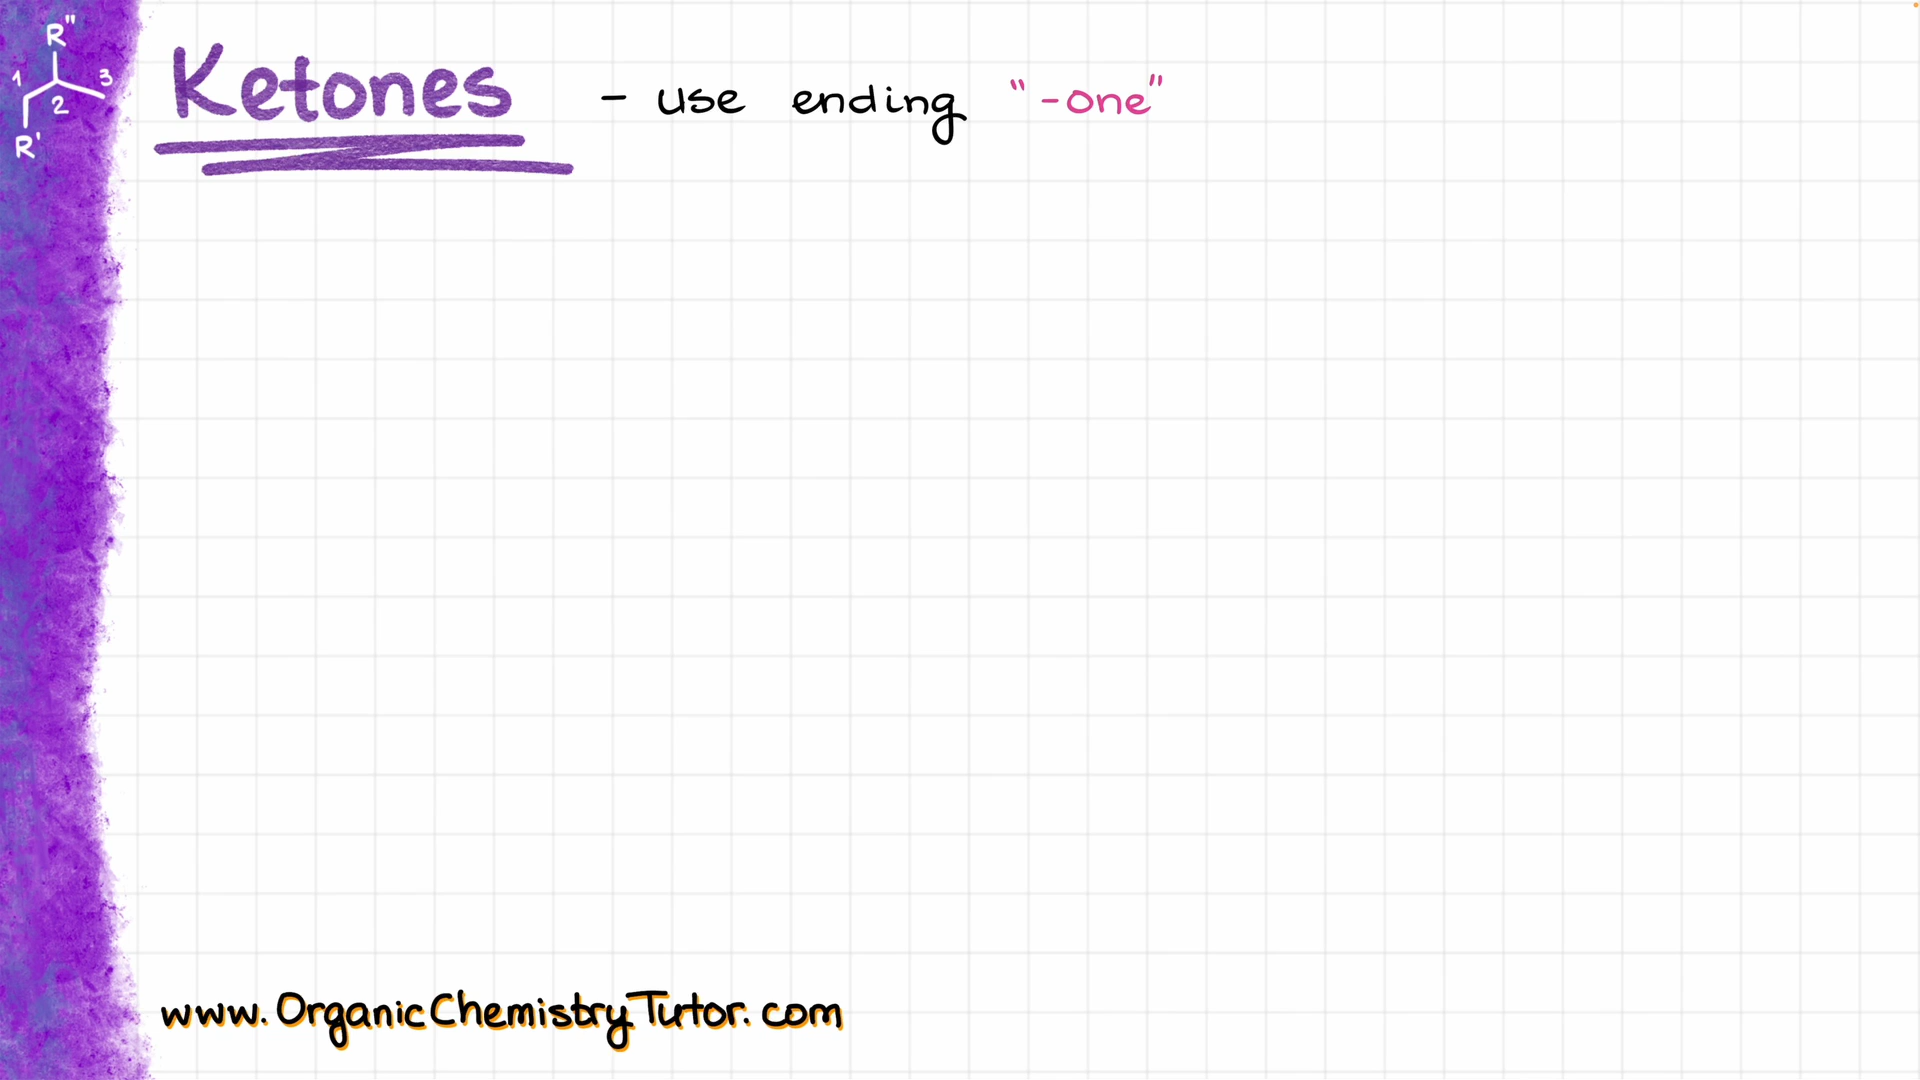 R"
1 3
2
R'
Ketones - use ending "-one"
www.OrganicChemistryTutor.com